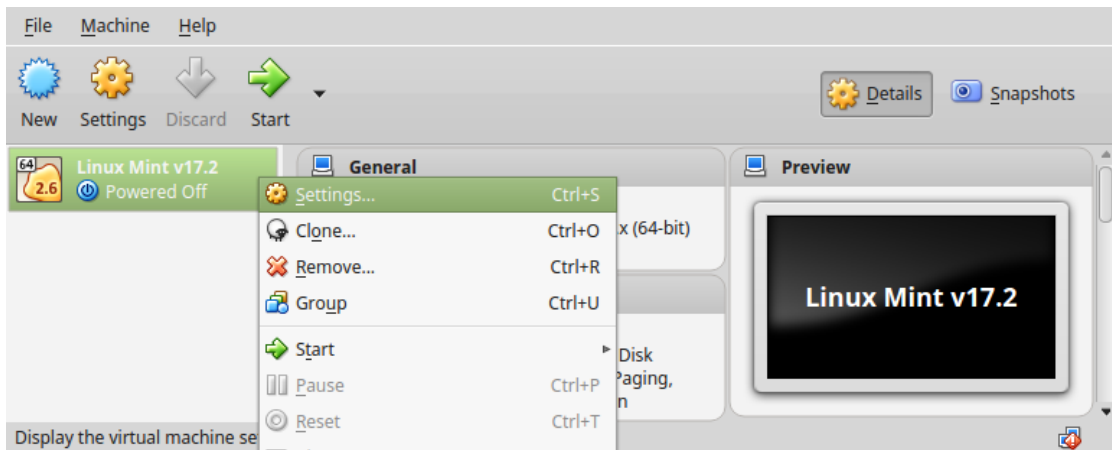 File Machine Help
New Settings Discard Start
Details Snapshots
64
2.6
Linux Mint v17.2
Powered Off
General
Settings... Ctrl+S
Clone... Ctrl+O
Remove... Ctrl+R
Group Ctrl+U
Start
Pause Ctrl+P
Reset Ctrl+T
x (64-bit)
Disk
Paging,
n
Preview
Linux Mint v17.2
Display the virtual machine se